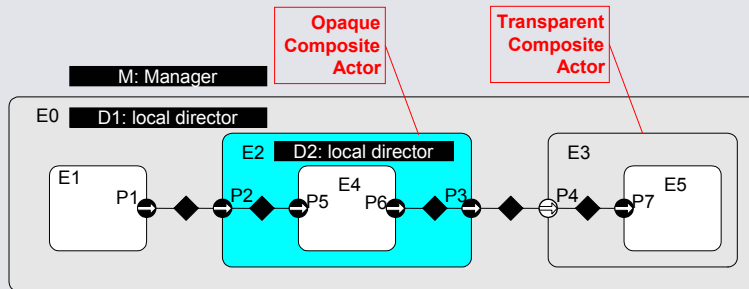 Opaque
Composite
Actor
Transparent
Composite
Actor
M: Manager
E0
D1: local director
E2
D2: local director
E3
E1
E4
E5
P1
P2
P5
P6
P3
P4
P7